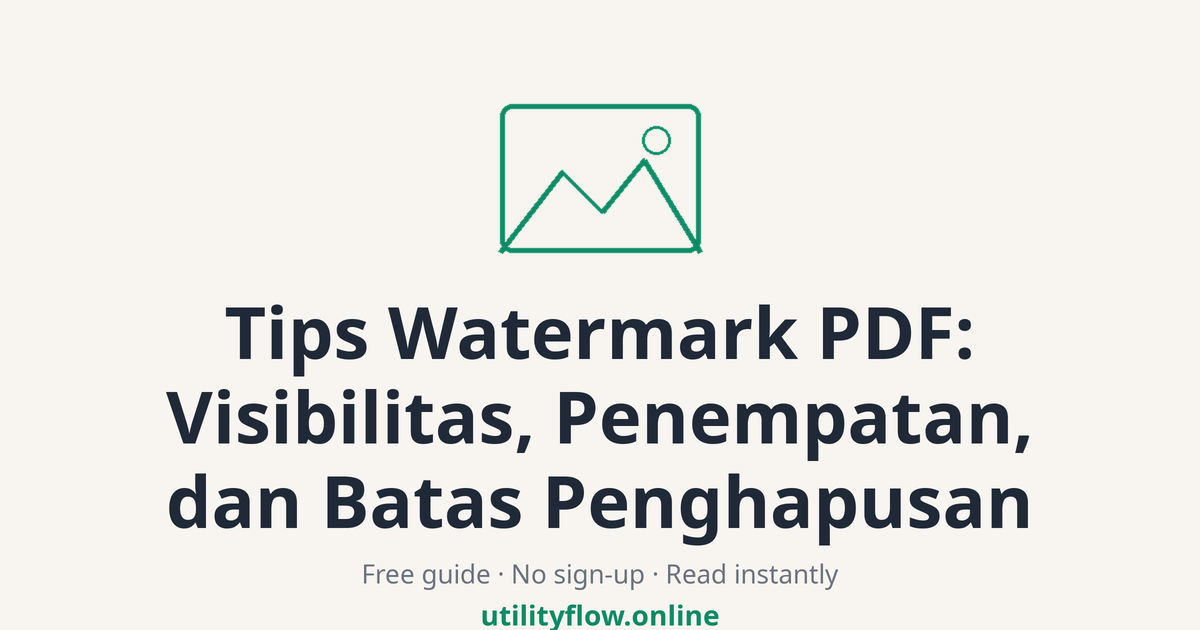 Tips Watermark PDF:
Visibilitas, Penempatan,
dan Batas Penghapusan
Free guide · No sign-up · Read instantly
utilityflow.online